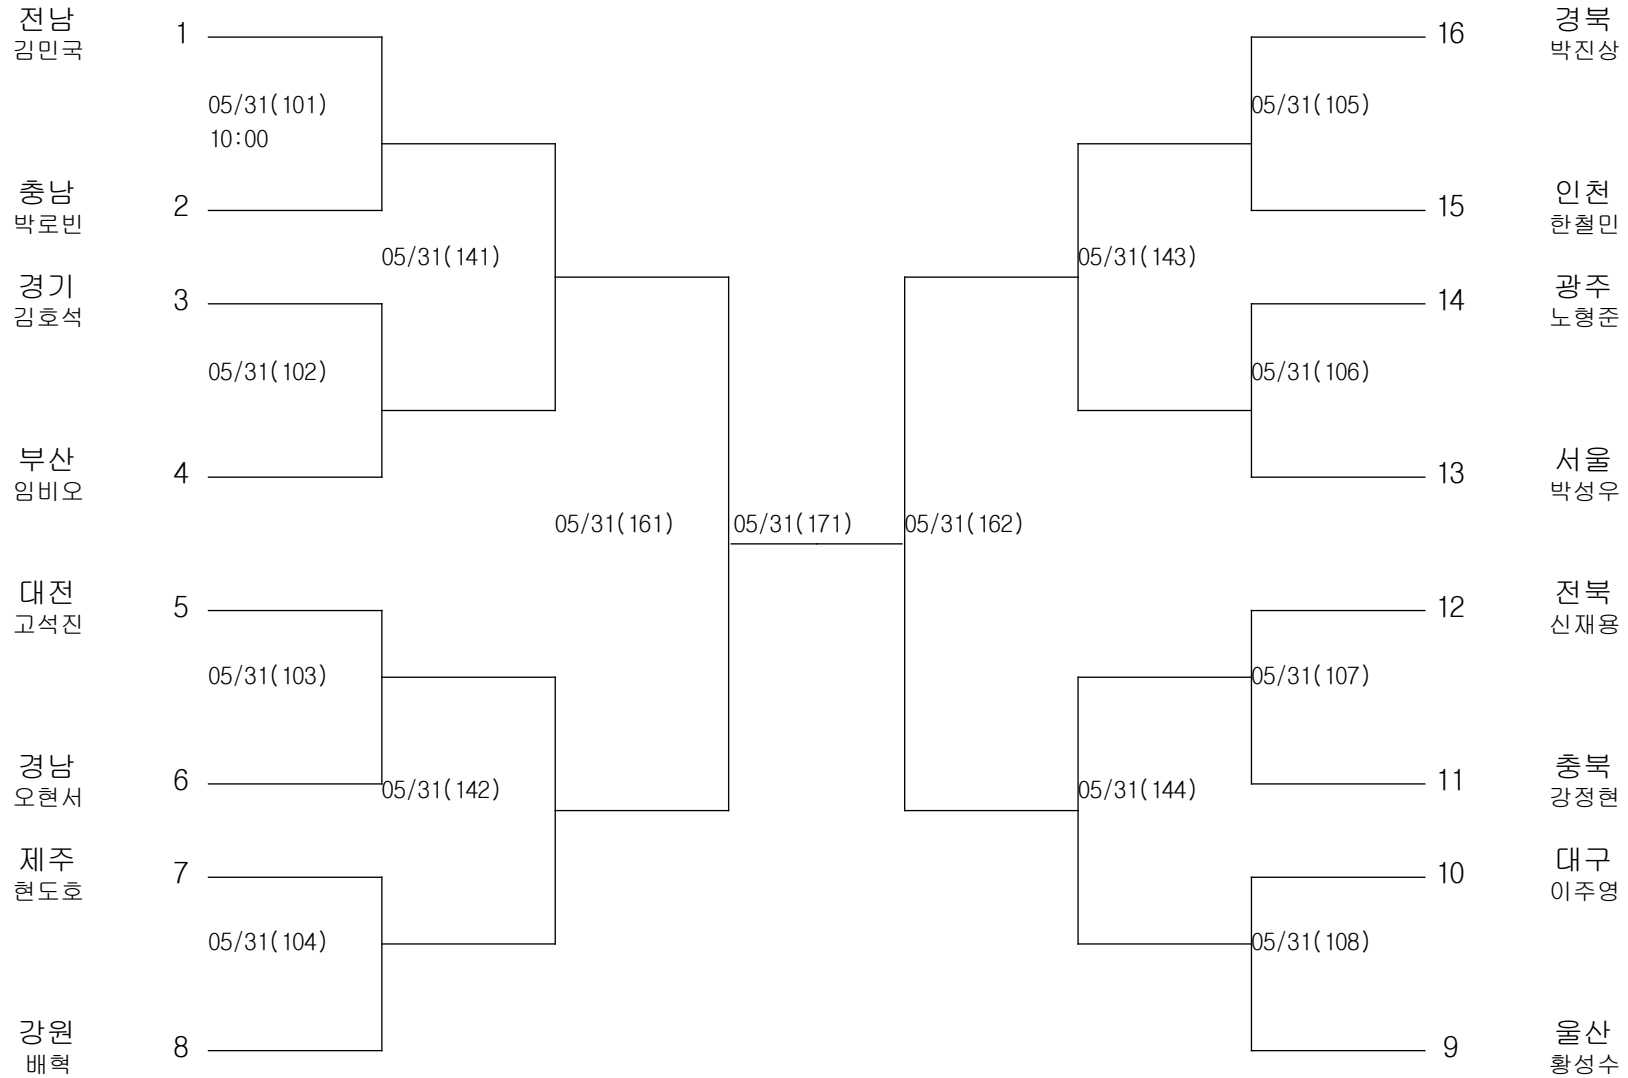 전남
김민국
1
05/31(101)
10:00
충남
박로빈
2
05/31(141)
경기
김호석
3
05/31(102)
부산
임비오
4
05/31(161)
대전
고석진
5
05/31(103)
경남
오현서
6
05/31(142)
제주
현도호
7
05/31(104)
강원
배혁
8
05/31(171)
16
경북
박진상
05/31(105)
15
인천
한철민
05/31(143)
14
광주
노형준
05/31(106)
13
서울
박성우
05/31(162)
12
전북
신재용
05/31(107)
11
충북
강정현
05/31(144)
10
대구
이주영
05/31(108)
9
울산
황성수